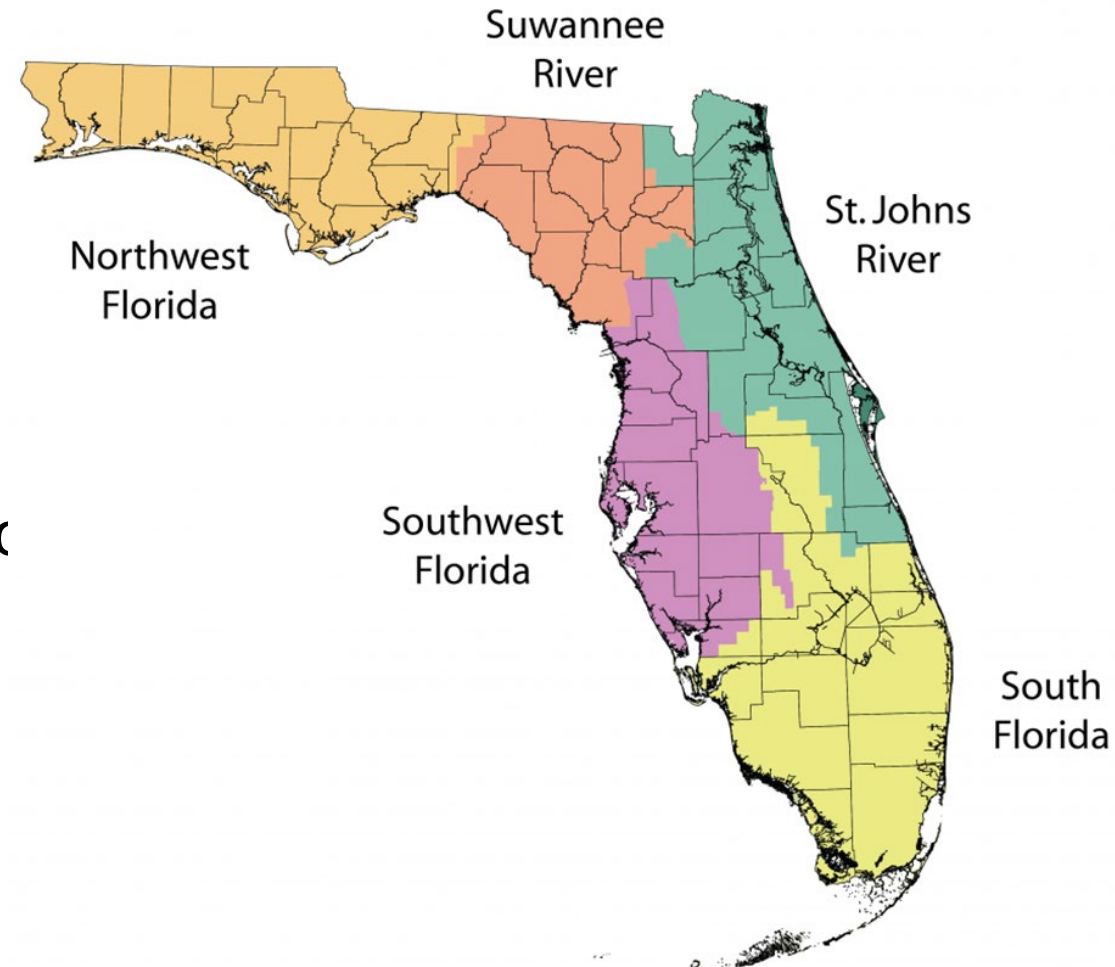 Suwannee
River
St. Johns
River
Northwest
Florida
Southwest
Florida
South
Florida